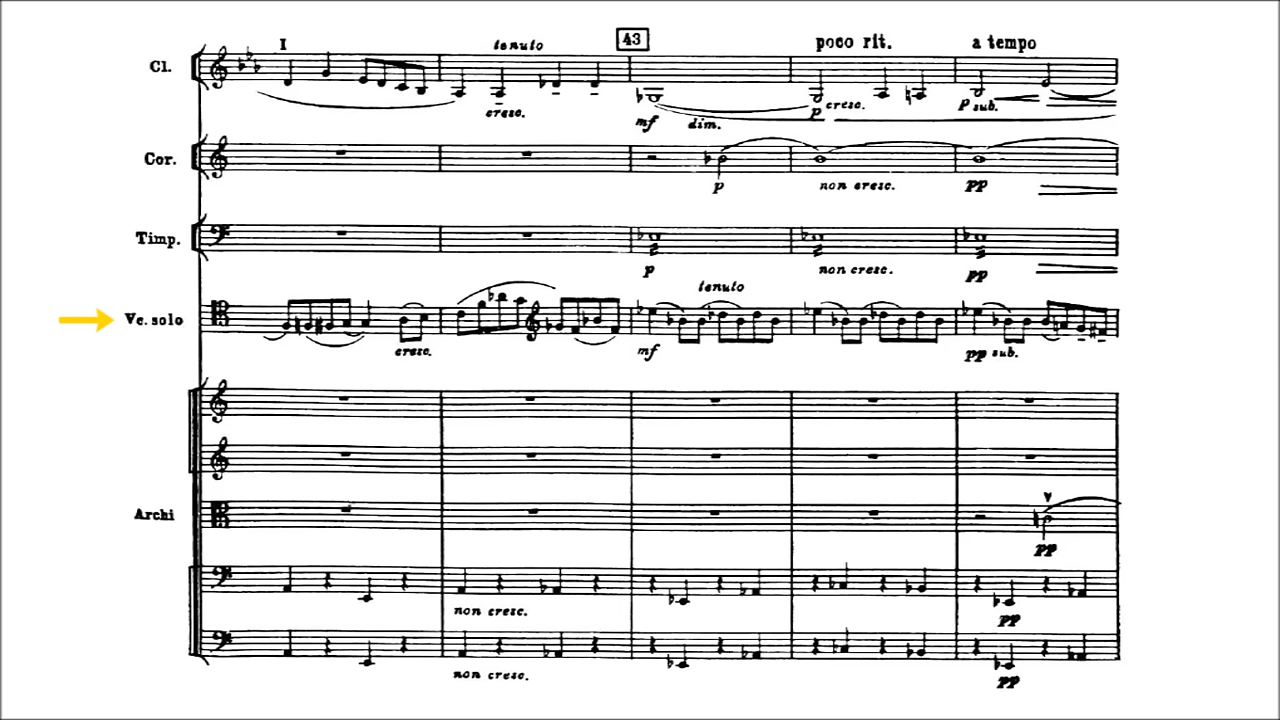 I tenuto 43 poco rit. a tempo
Cl.
cresc. mf dim. p cresc. p sub.
Cor.
p non cresc. pp
Timp.
p non cresc. pp
tenuto
Vc. solo
cresc. mf pp sub.
Archi
pp
non cresc. pp
non cresc. pp